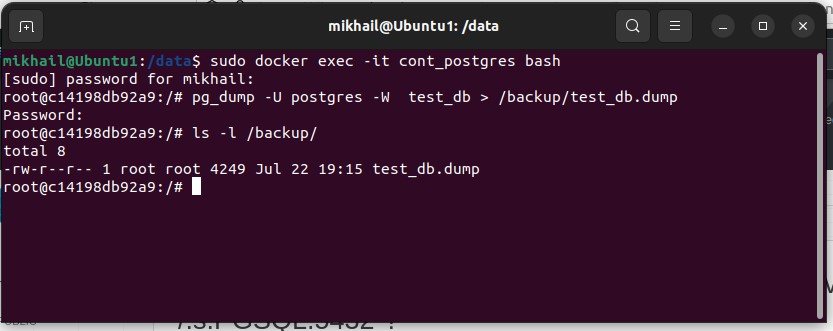 mikhail@Ubuntu1: /data
mikhail@Ubuntu1:/data$ sudo docker exec -it cont_postgres bash
[sudo] password for mikhail:
root@c14198db92a9:/# pg_dump -U postgres -W  test_db > /backup/test_db.dump
Password:
root@c14198db92a9:/# ls -l /backup/
total 8
-rw-r--r-- 1 root root 4249 Jul 22 19:15 test_db.dump
root@c14198db92a9:/#